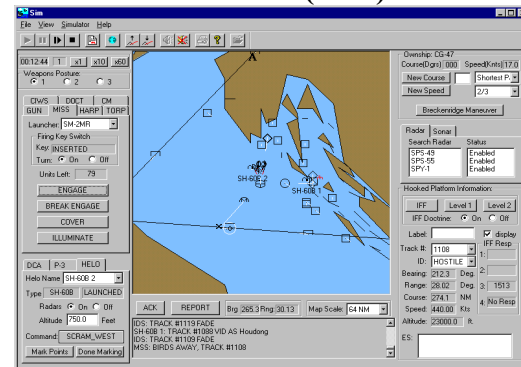 Sim
File View Simulator Help
00:12:44 1 x1 x10 x60
Weapons Posture:
1 2 3
CIWS DOCT CM
GUN MISS HARP TORP
Launcher: SM-2MR
Firing Key Switch
Key: INSERTED
Turn: On Off
Units Left: 79
ENGAGE
BREAK ENGAGE
COVER
ILLUMINATE
DCA P-3 HELO
Helo Name SH-60B 2
Type SH-60B LAUNCHED
Radars On Off
Altitude 750.0 Feet
Command: SCRAM_WEST
Mark Points Done Marking
SH-60B 2
SH-60B 1
ACK REPORT Brg 265.3 Rng: 30.13 Map Scale: 64 NM
IDS: TRACK #1119 FADE
SH-60B 1: TRACK #1088 VID AS Houdong
IDS: TRACK #1109 FADE
MSS: BIRDS AWAY, TRACK #1108
Ownship: CG-47
Course(Dgrs) 000 Speed(Knts) 17.0
New Course Shortest P
New Speed 2/3
Breckenridge Maneuver
Radar Sonar
Search Radar Status
SPS-49 Enabled
SPS-55 Enabled
SPY-1 Enabled
Hooked Platform Information:
IFF Level 1 Level 2
IFF Doctrine: On Off
Label: display
Track #: 1108 IFF Resp
ID: HOSTILE 1:
Bearing: 212.3 Deg. 2:
Range: 28.02 Deg. 3: 1513
Course: 274.1 NM
Speed: 440.00 Kts 4: No Resp
Altitude: 23000.0 ft.
ES: